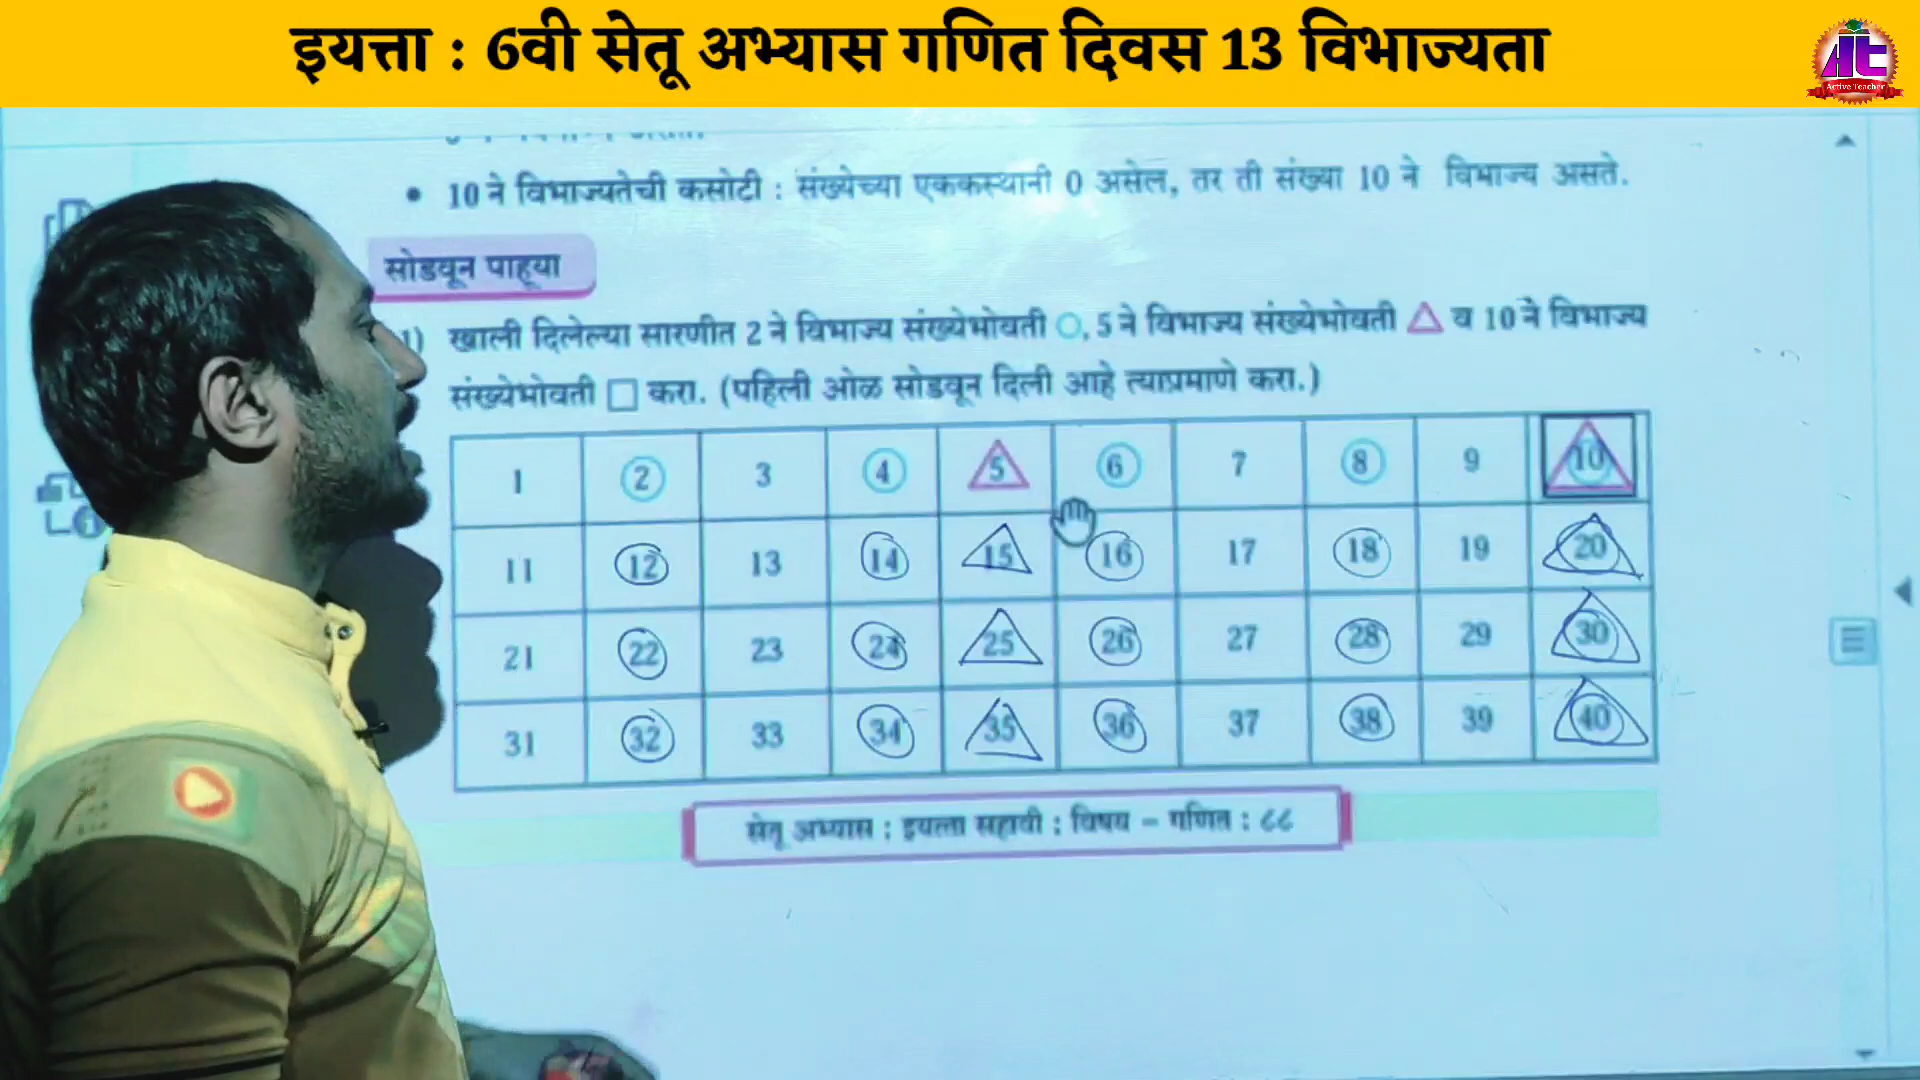 इयत्ता : 6वी सेतू अभ्यास गणित दिवस 13 विभाज्यता
Active Teacher
• 10 ने विभाज्यतेची कसोटी : संख्येच्या एककस्थानी 0 असेल, तर ती संख्या 10 ने विभाज्य असते.
सोडवून पाहूया
1) खाली दिलेल्या सारणीत 2 ने विभाज्य संख्येभोवती ○, 5 ने विभाज्य संख्येभोवती △ व 10 ने विभाज्य
संख्येभोवती □ करा. (पहिली ओळ सोडवून दिली आहे त्याप्रमाणे करा.)
1 2 3 4 5 6 7 8 9 10
11 12 13 14 15 16 17 18 19 20
21 22 23 24 25 26 27 28 29 30
31 32 33 34 35 36 37 38 39 40
सेतू अभ्यास : इयत्ता सहावी : विषय - गणित : ८८